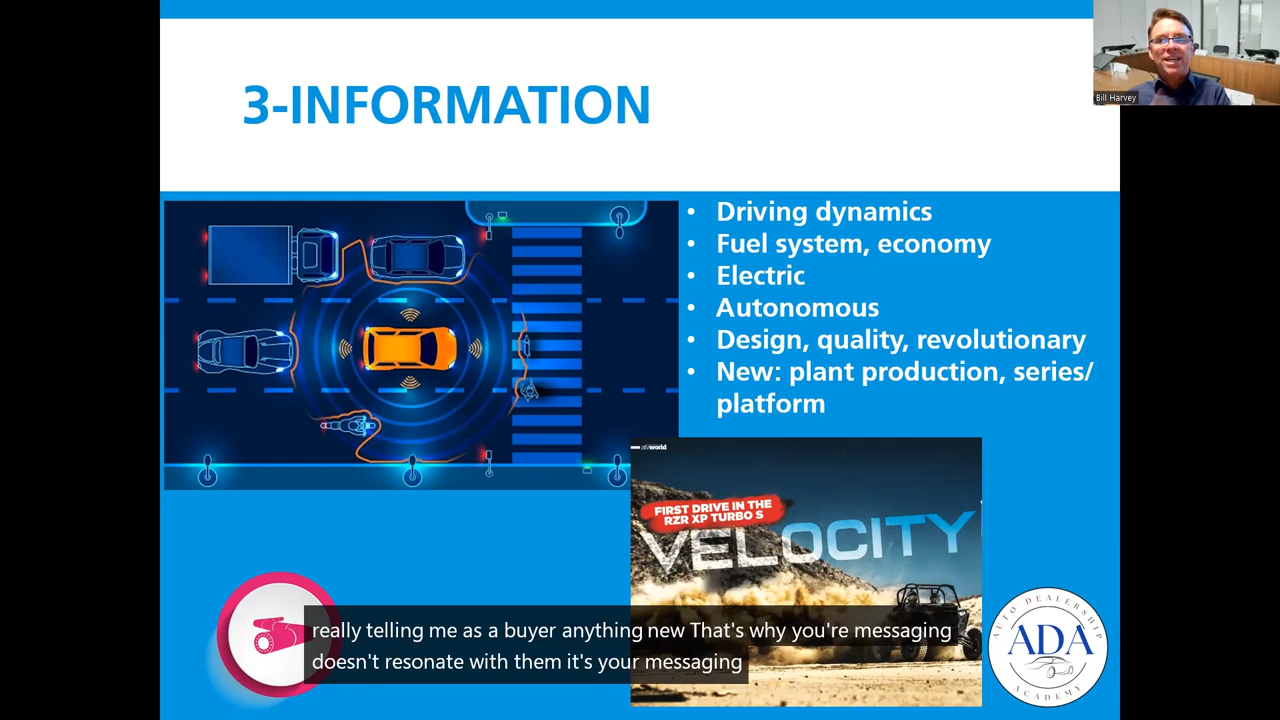 3-INFORMATION
Bill Harvey
• Driving dynamics
• Fuel system, economy
• Electric
• Autonomous
• Design, quality, revolutionary
• New: plant production, series/
platform
world
FIRST DRIVE IN THE
RZR XP TURBO S
VELOCITY
really telling me as a buyer anything new That's why you're messaging
doesn't resonate with them it's your messaging
AUTO DEALERSHIP
ADA
ACADEMY